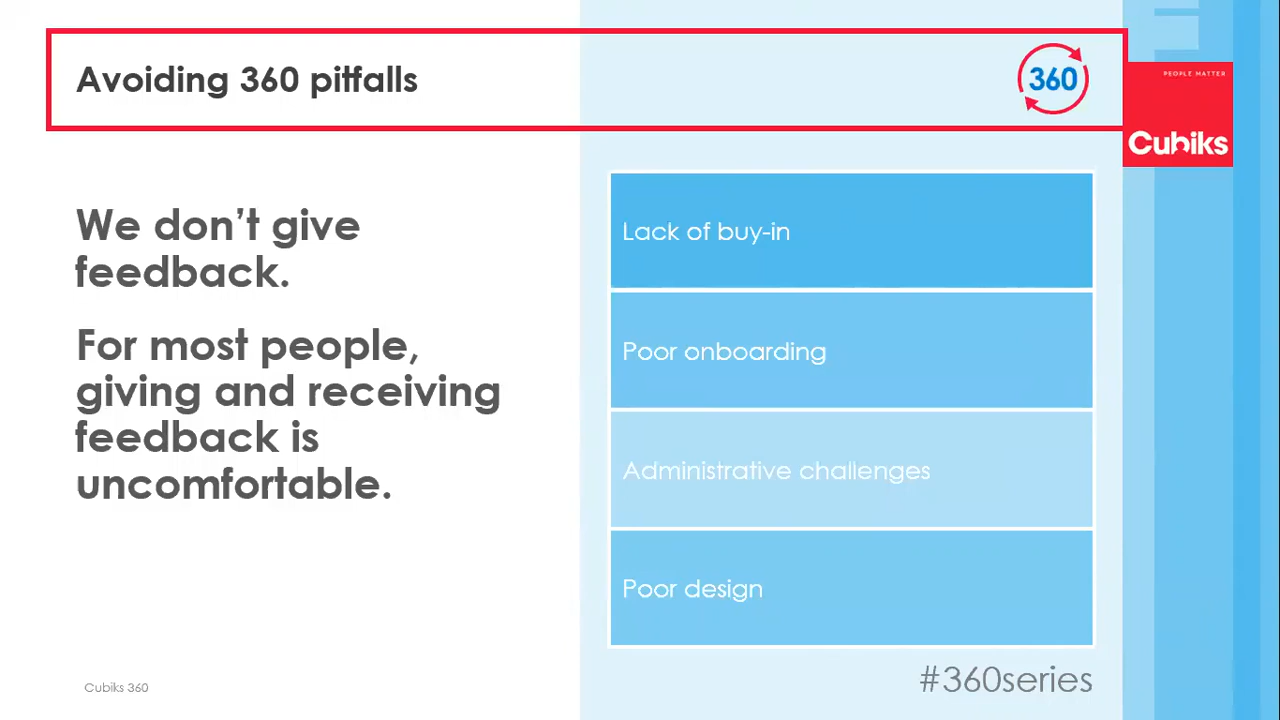 Avoiding 360 pitfalls
360
PEOPLE MATTER
Cubiks
We don’t give
feedback.
For most people,
giving and receiving
feedback is
uncomfortable.
Lack of buy-in
Poor onboarding
Administrative challenges
Poor design
#360series
Cubiks 360